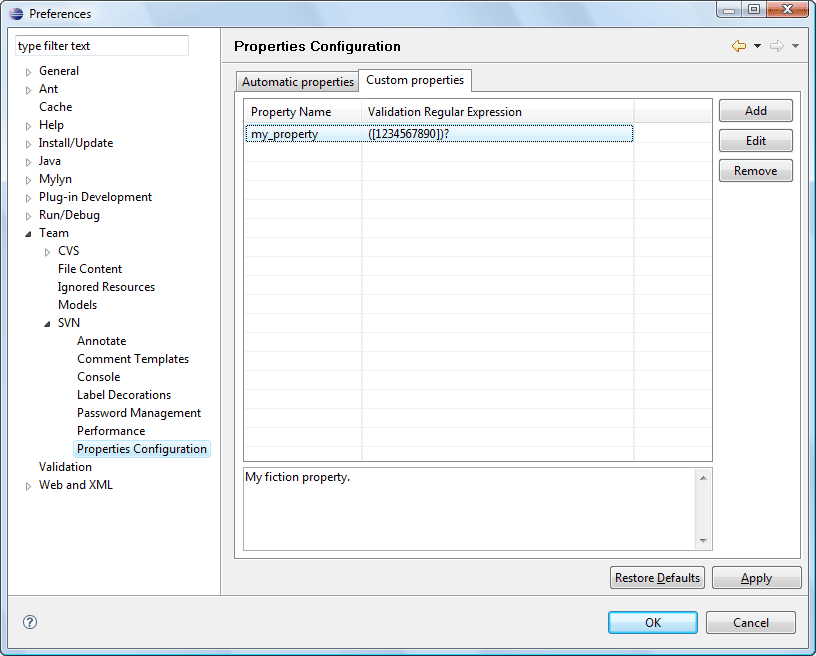 Preferences
type filter text
General
Ant
Cache
Help
Install/Update
Java
Mylyn
Plug-in Development
Run/Debug
Team
CVS
File Content
Ignored Resources
Models
SVN
Annotate
Comment Templates
Console
Label Decorations
Password Management
Performance
Properties Configuration
Validation
Web and XML
Properties Configuration
Automatic properties Custom properties
Property Name Validation Regular Expression
my_property ([1234567890])?
Add
Edit
Remove
My fiction property.
Restore Defaults Apply
? OK Cancel